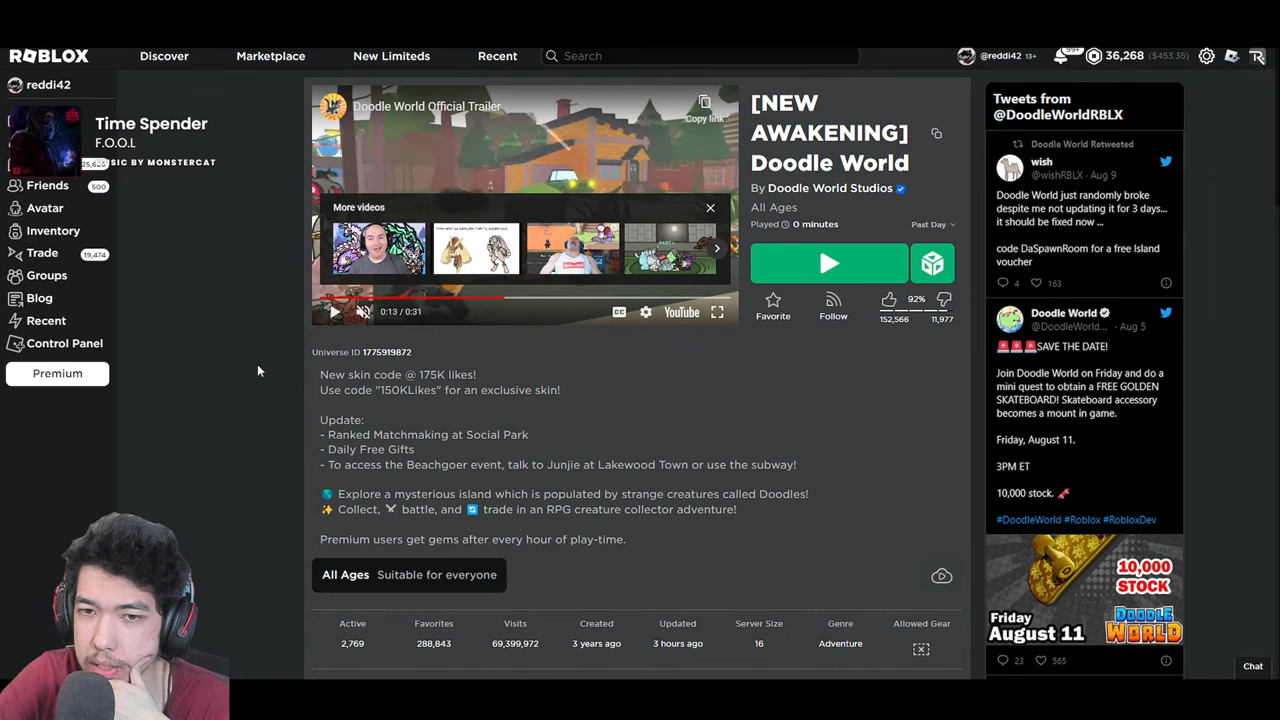 ROBLOX
Discover
Marketplace
New Limiteds
Recent
Search
@reddi42 13+
99+
36,268 ($453.35)
reddi42
Time Spender
F.O.O.L
SIC BY MONSTERCAT
Friends
500
Avatar
Inventory
Trade
19,474
Groups
Blog
Recent
Control Panel
Premium
Doodle World Official Trailer
Copy link
More videos
0:13 / 0:31
CC
YouTube
[NEW
AWAKENING]
Doodle World
By Doodle World Studios
All Ages
Played 0 minutes
Past Day
Favorite
Follow
92%
152,566
11,977
Universe ID 1775919872
New skin code @ 175K likes!
Use code "150KLikes" for an exclusive skin!
Update:
- Ranked Matchmaking at Social Park
- Daily Free Gifts
- To access the Beachgoer event, talk to Junjie at Lakewood Town or use the subway!
🌎 Explore a mysterious island which is populated by strange creatures called Doodles!
✨ Collect, ⚔ battle, and 🔄 trade in an RPG creature collector adventure!
Premium users get gems after every hour of play-time.
All Ages Suitable for everyone
Active
Favorites
Visits
Created
Updated
Server Size
Genre
Allowed Gear
2,769
288,843
69,399,972
3 years ago
3 hours ago
16
Adventure
Tweets from
@DoodleWorldRBLX
Doodle World Retweeted
wish
@wishRBLX · Aug 9
Doodle World just randomly broke
despite me not updating it for 3 days...
it should be fixed now ...
code DaSpawnRoom for a free Island
voucher
4
163
Doodle World
@DoodleWorld... · Aug 5
🚨🚨🚨SAVE THE DATE!
Join Doodle World on Friday and do a
mini quest to obtain a FREE GOLDEN
SKATEBOARD! Skateboard accessory
becomes a mount in game.
Friday, August 11.
3PM ET
10,000 stock. 🧨
#DoodleWorld #Roblox #RobloxDev
10,000
STOCK
Friday
August 11
DOODLE
WORLD
23
565
Chat